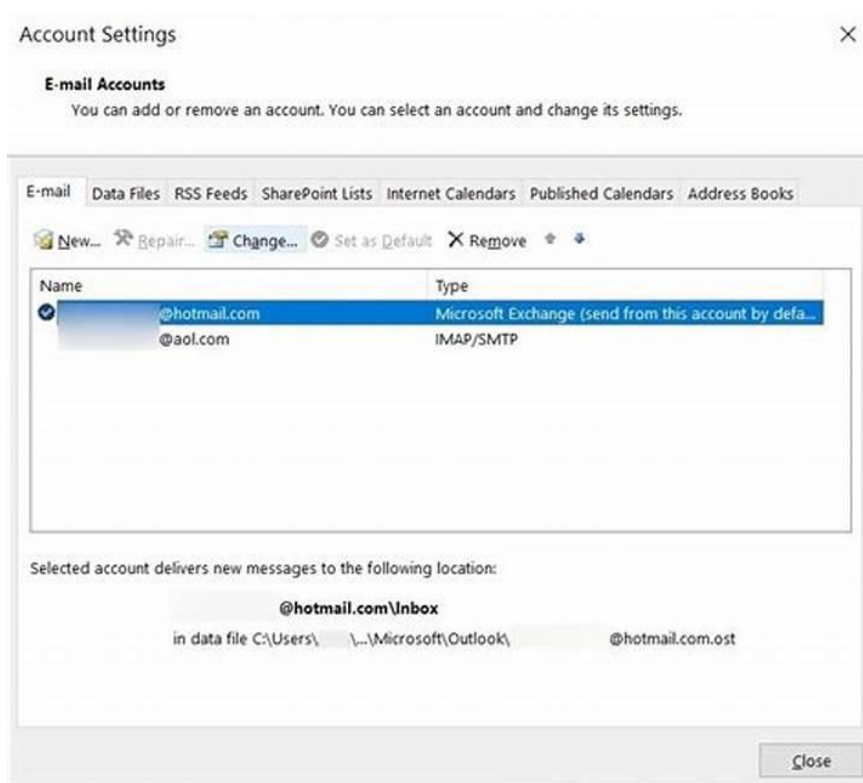 Account Settings
E-mail Accounts
You can add or remove an account. You can select an account and change its settings.
E-mail Data Files RSS Feeds SharePoint Lists Internet Calendars Published Calendars Address Books
New... Repair... Change... Set as Default Remove
Name Type
@hotmail.com Microsoft Exchange (send from this account by defa...
@aol.com IMAP/SMTP
Selected account delivers new messages to the following location:
@hotmail.com\Inbox
in data file C:\Users\ \...\Microsoft\Outlook\ @hotmail.com.ost
Close